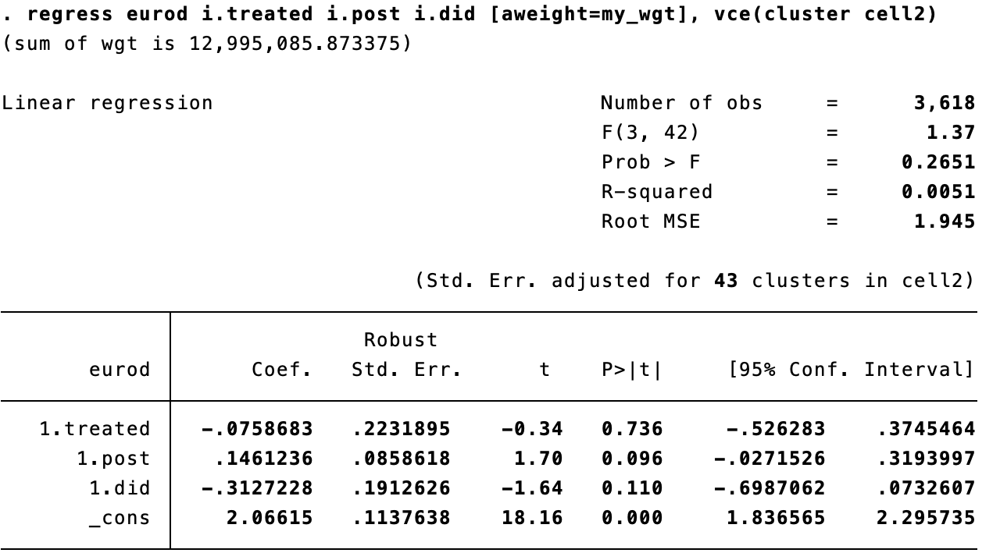 . regress eurod i.treated i.post i.did [aweight=my_wgt], vce(cluster cell2)
(sum of wgt is 12,995,085.873375)
Linear regression Number of obs = 3,618
F(3, 42) = 1.37
Prob > F = 0.2651
R-squared = 0.0051
Root MSE = 1.945
(Std. Err. adjusted for 43 clusters in cell2)
Robust
eurod Coef. Std. Err. t P>|t| [95% Conf. Interval]
1.treated -.0758683 .2231895 -0.34 0.736 -.526283 .3745464
1.post .1461236 .0858618 1.70 0.096 -.0271526 .3193997
1.did -.3127228 .1912626 -1.64 0.110 -.6987062 .0732607
_cons 2.06615 .1137638 18.16 0.000 1.836565 2.295735